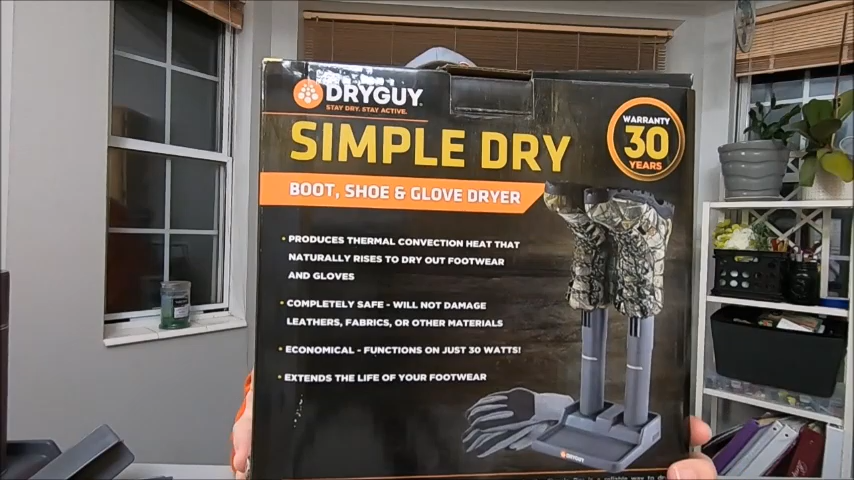 DRYGUY
STAY DRY. STAY ACTIVE.
SIMPLE DRY
WARRANTY
30
YEARS
BOOT, SHOE & GLOVE DRYER
• PRODUCES THERMAL CONVECTION HEAT THAT
NATURALLY RISES TO DRY OUT FOOTWEAR
AND GLOVES
• COMPLETELY SAFE - WILL NOT DAMAGE
LEATHERS, FABRICS, OR OTHER MATERIALS
• ECONOMICAL - FUNCTIONS ON JUST 30 WATTS!
• EXTENDS THE LIFE OF YOUR FOOTWEAR
DRYGUY